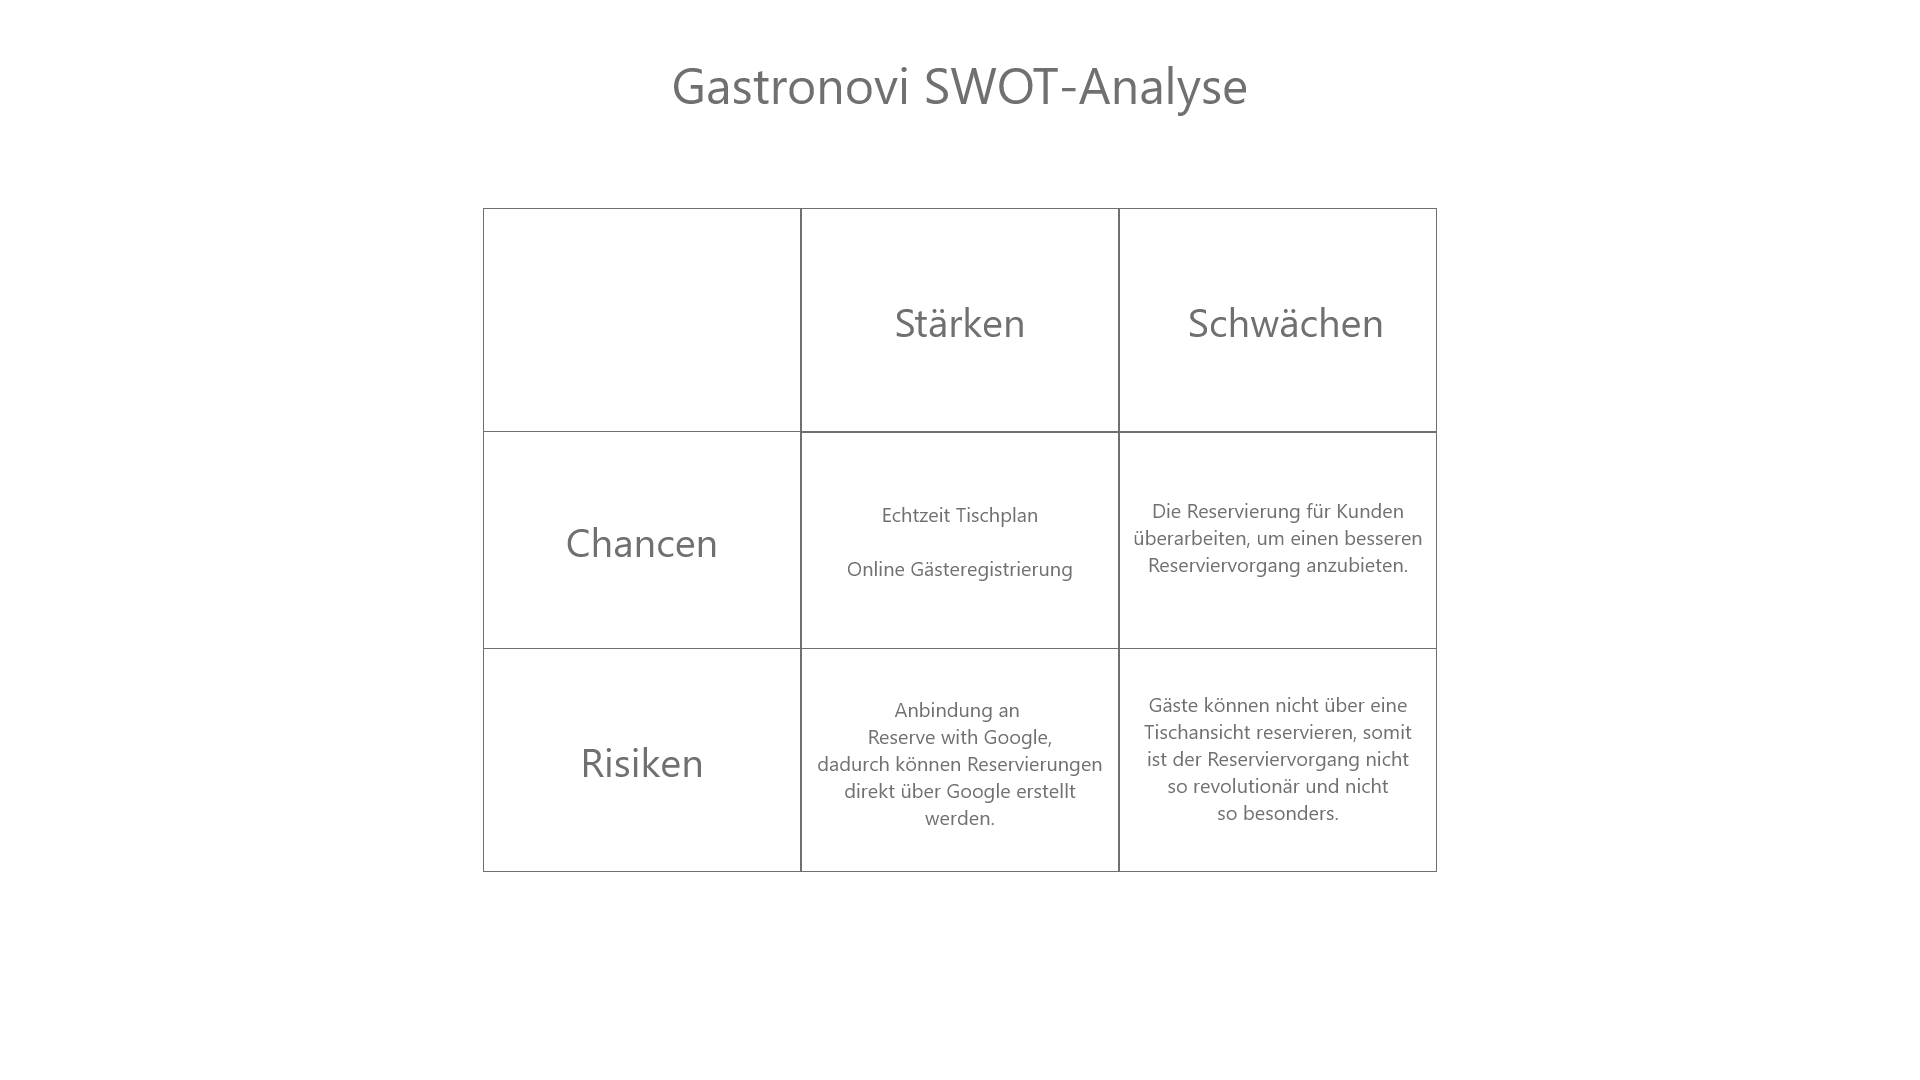 Gastronovi SWOT-Analyse
Stärken
Schwächen
Chancen
Echtzeit Tischplan
Online Gästeregistrierung
Die Reservierung für Kunden
überarbeiten, um einen besseren
Reserviervorgang anzubieten.
Risiken
Anbindung an
Reserve with Google,
dadurch können Reservierungen
direkt über Google erstellt
werden.
Gäste können nicht über eine
Tischansicht reservieren, somit
ist der Reserviervorgang nicht
so revolutionär und nicht
so besonders.